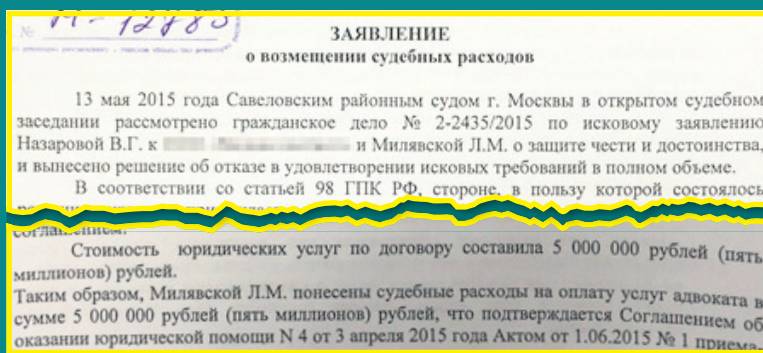 № 12785
ЗАЯВЛЕНИЕ
о возмещении судебных расходов
13 мая 2015 года Савеловским районным судом г. Москвы в открытом судебном
заседании рассмотрено гражданское дело № 2-2435/2015 по исковому заявлению
Назаровой В.Г. к и Милявской Л.М. о защите чести и достоинства,
и вынесено решение об отказе в удовлетворении исковых требований в полном объеме.
В соответствии со статьей 98 ГПК РФ, стороне, в пользу которой состоялось
соглашением.
Стоимость юридических услуг по договору составила 5 000 000 рублей (пять
миллионов) рублей.
Таким образом, Милявской Л.М. понесены судебные расходы на оплату услуг адвоката в
сумме 5 000 000 рублей (пять миллионов) рублей, что подтверждается Соглашением об
оказании юридической помощи N 4 от 3 апреля 2015 года Актом от 1.06.2015 № 1 приема-